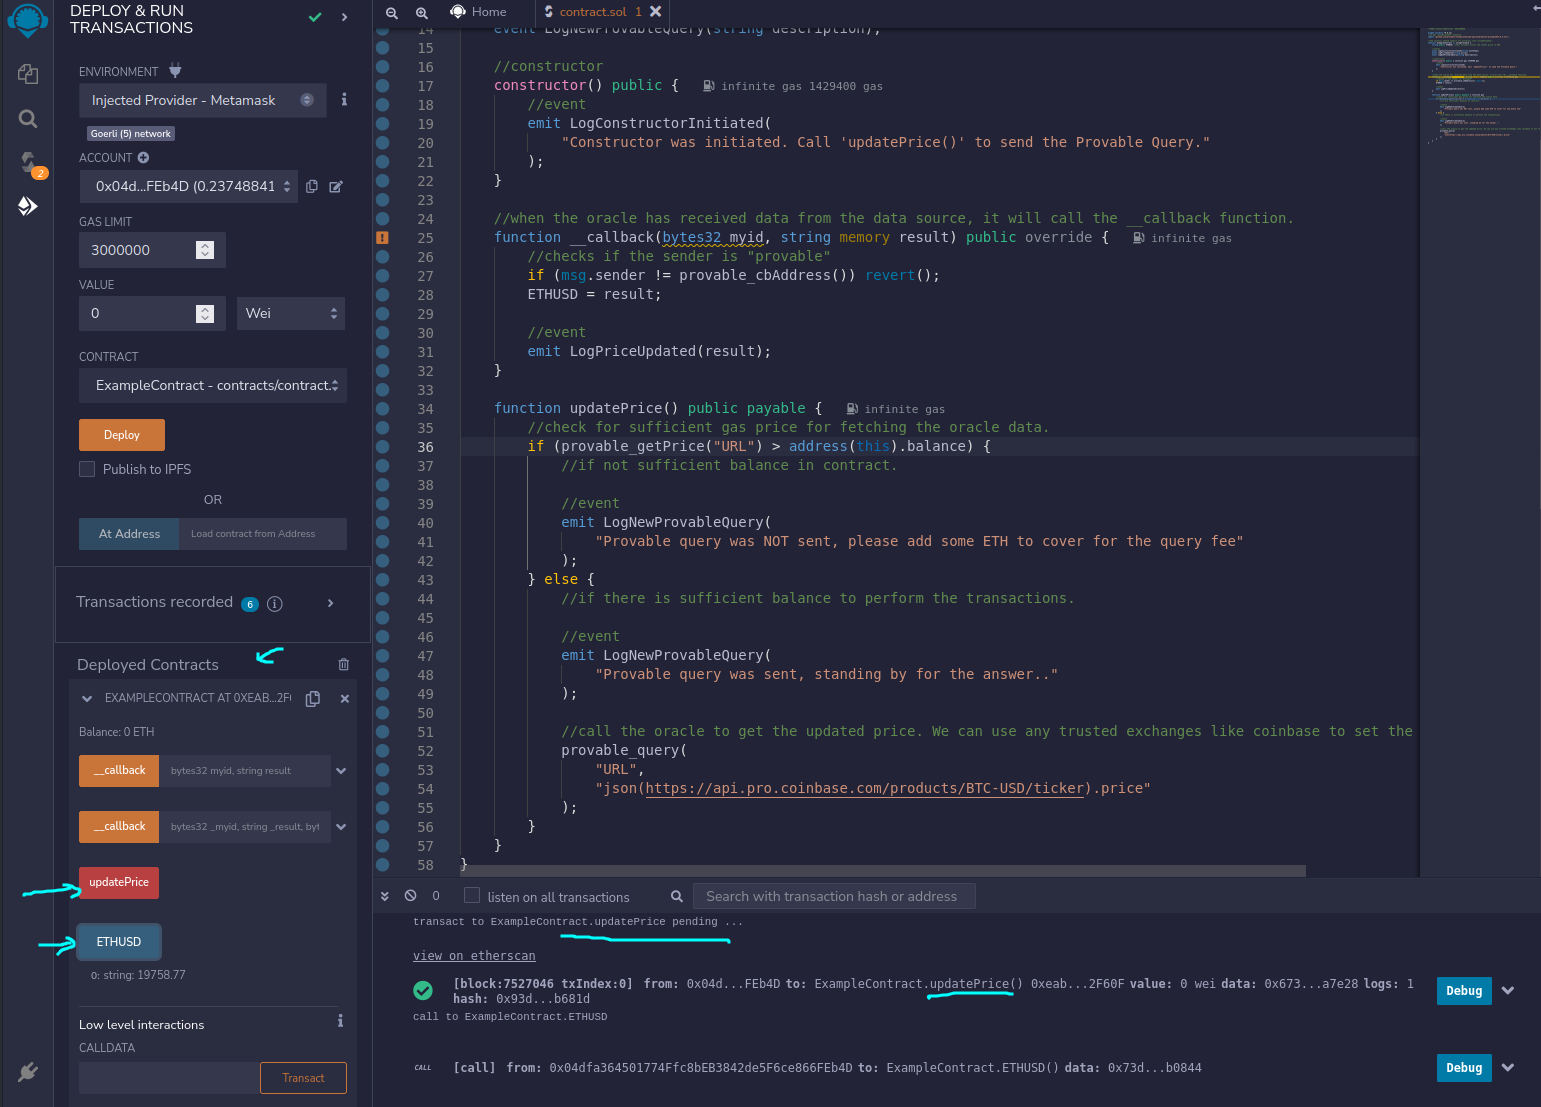 DEPLOY & RUN
TRANSACTIONS
ENVIRONMENT
Injected Provider - Metamask
Goerli (5) network
ACCOUNT
0x04d...FEb4D (0.23748841
GAS LIMIT
3000000
VALUE
0
Wei
CONTRACT
ExampleContract - contracts/contract.
Deploy
Publish to IPFS
OR
At Address
Load contract from Address
Transactions recorded 6
Deployed Contracts
EXAMPLECONTRACT AT 0XEAB...2F
Balance: 0 ETH
__callback
bytes32 myid, string result
__callback
bytes32 _myid, string _result, byt
updatePrice
ETHUSD
0: string: 19758.77
Low level interactions
CALLDATA
Transact
2
Home
contract.sol 1
14 event LogNewProvableQuery(string description);
15
16 //constructor
17 constructor() public { infinite gas 1429400 gas
18 //event
19 emit LogConstructorInitiated(
20 "Constructor was initiated. Call 'updatePrice()' to send the Provable Query."
21 );
22 }
23
24 //when the oracle has received data from the data source, it will call the __callback function.
25 function __callback(bytes32 myid, string memory result) public override { infinite gas
26 //checks if the sender is "provable"
27 if (msg.sender != provable_cbAddress()) revert();
28 ETHUSD = result;
29
30 //event
31 emit LogPriceUpdated(result);
32 }
33
34 function updatePrice() public payable { infinite gas
35 //check for sufficient gas price for fetching the oracle data.
36 if (provable_getPrice("URL") > address(this).balance) {
37 //if not sufficient balance in contract.
38
39 //event
40 emit LogNewProvableQuery(
41 "Provable query was NOT sent, please add some ETH to cover for the query fee"
42 );
43 } else {
44 //if there is sufficient balance to perform the transactions.
45
46 //event
47 emit LogNewProvableQuery(
48 "Provable query was sent, standing by for the answer.."
49 );
50
51 //call the oracle to get the updated price. We can use any trusted exchanges like coinbase to set the
52 provable_query(
53 "URL",
54 "json(https://api.pro.coinbase.com/products/BTC-USD/ticker).price"
55 );
56 }
57 }
58 }
0
listen on all transactions
Search with transaction hash or address
transact to ExampleContract.updatePrice pending ...
view on etherscan
[block:7527046 txIndex:0] from: 0x04d...FEb4D to: ExampleContract.updatePrice() 0xeab...2F60F value: 0 wei data: 0x673...a7e28 logs: 1
hash: 0x93d...b681d
Debug
call to ExampleContract.ETHUSD
CALL [call] from: 0x04dfa364501774Ffc8bEB3842de5F6ce866FEb4D to: ExampleContract.ETHUSD() data: 0x73d...b0844
Debug